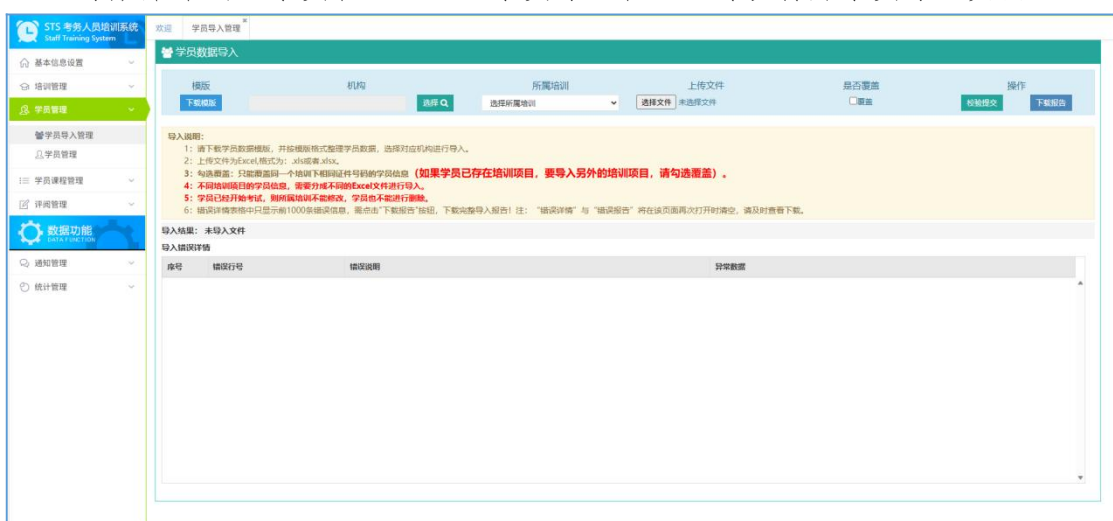 STS 考务人员培训系统
Staff Training System
欢迎
学员导入管理
基本信息设置
培训管理
学员管理
学员导入管理
学员管理
学员课程管理
评阅管理
数据功能
DATA FUNCTION
通知管理
统计管理
学员数据导入
模版 机构 所属培训 上传文件 是否覆盖 操作
下载模版 选择 选择所属培训 选择文件 未选择文件 覆盖 校验提交 下载报告
导入说明：
1：请下载学员数据模版，并按模版格式整理学员数据，选择对应机构进行导入。
2：上传文件为Excel,格式为：.xls或者.xlsx。
3：勾选覆盖：只能覆盖同一个培训下相同证件号码的学员信息（如果学员已存在培训项目，要导入另外的培训项目，请勾选覆盖）。
4：不同培训项目的学员信息，需要分成不同的Excel文件进行导入。
5：学员已经开始考试，则所属培训不能修改，学员也不能进行删除。
6：错误详情表格中只显示前1000条错误信息，需点击"下载报告"按钮，下载完整导入报告！注：“错误详情”与“错误报告”将在该页面再次打开时清空，请及时查看下载。
导入结果：未导入文件
导入错误详情
序号 错误行号 错误说明 异常数据